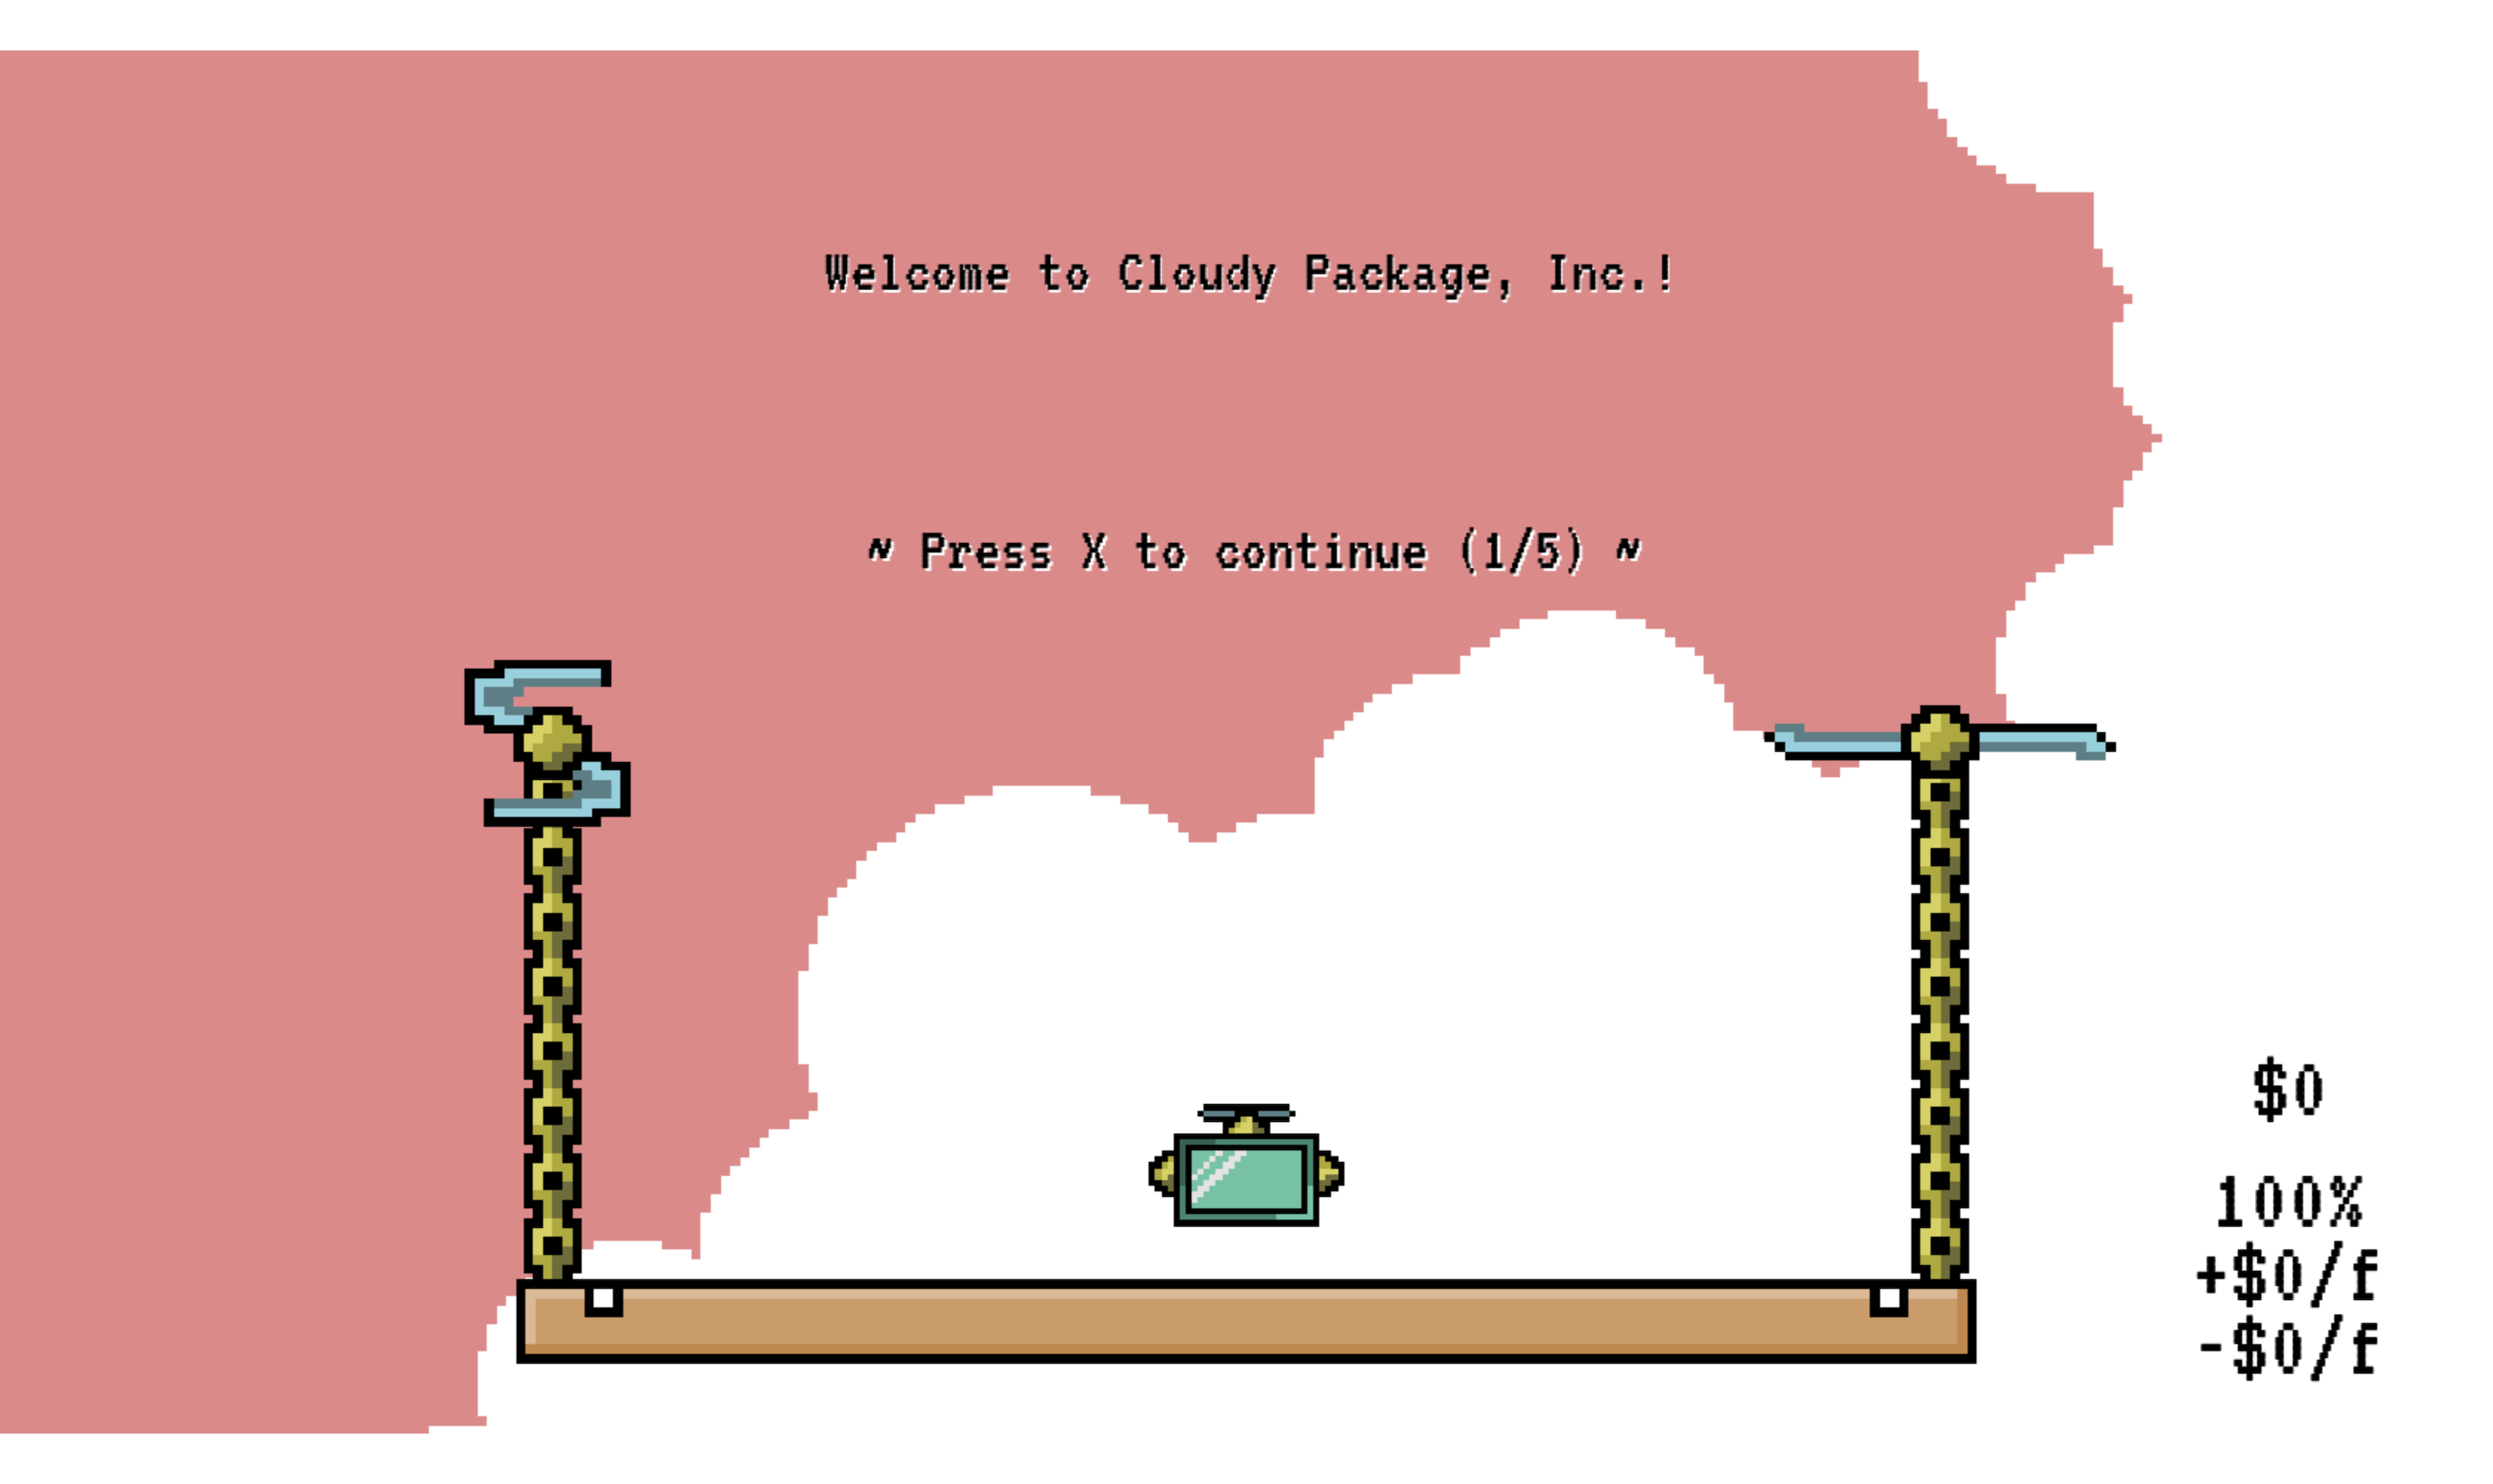 Welcome to Cloudy Package, Inc.!
~ Press X to continue (1/5) ~
$0
100%
+$0/f
-$0/f